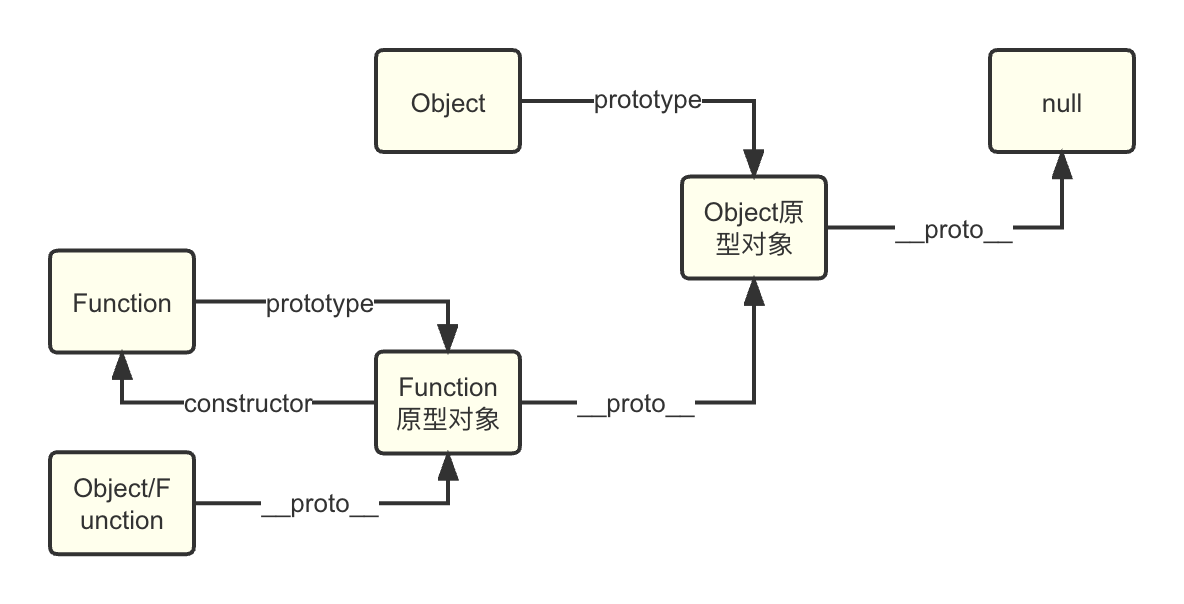 Object
prototype
null
Object原
型对象
__proto__
Function
prototype
Function
原型对象
constructor
__proto__
Object/F
unction
__proto__